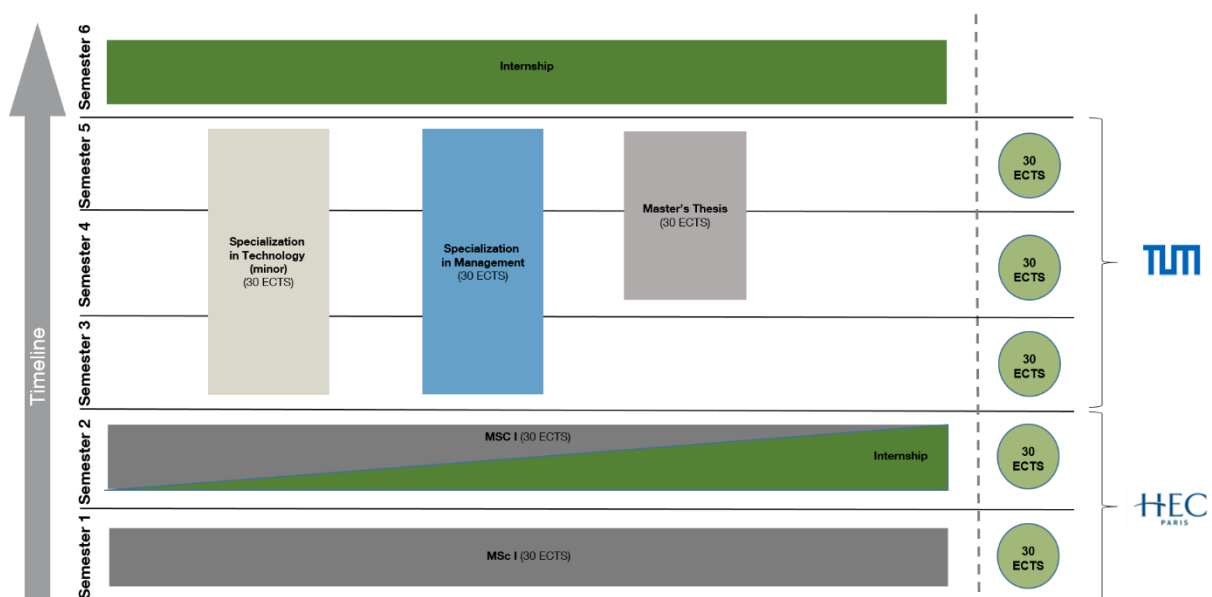 Timeline
Semester 6
Internship
Semester 5
Semester 4
Semester 3
Specialization
in Technology
(minor)
(30 ECTS)
Specialization
in Management
(30 ECTS)
Master's Thesis
(30 ECTS)
30
ECTS
30
ECTS
30
ECTS
TUM
Semester 2
MSC I (30 ECTS)
Internship
30
ECTS
Semester 1
MSc I (30 ECTS)
30
ECTS
HEC
PARIS